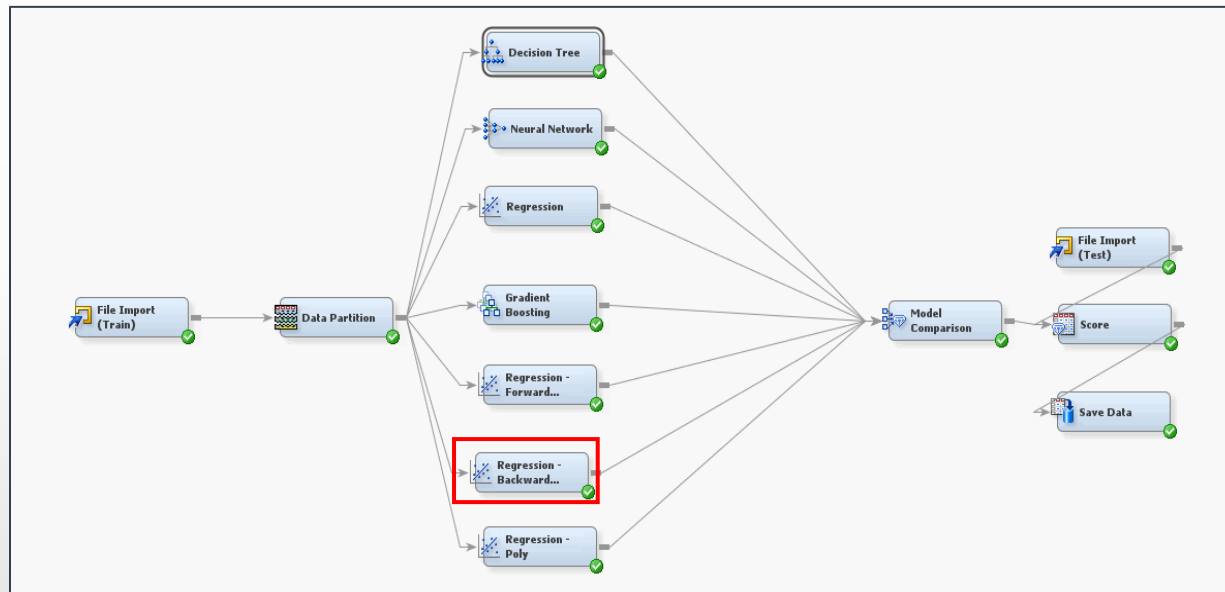 Decision Tree
Neural Network
Regression
File Import
(Train)
Data Partition
Gradient
Boosting
Regression -
Forward...
Regression -
Backward...
Regression -
Poly
Model
Comparison
File Import
(Test)
Score
Save Data